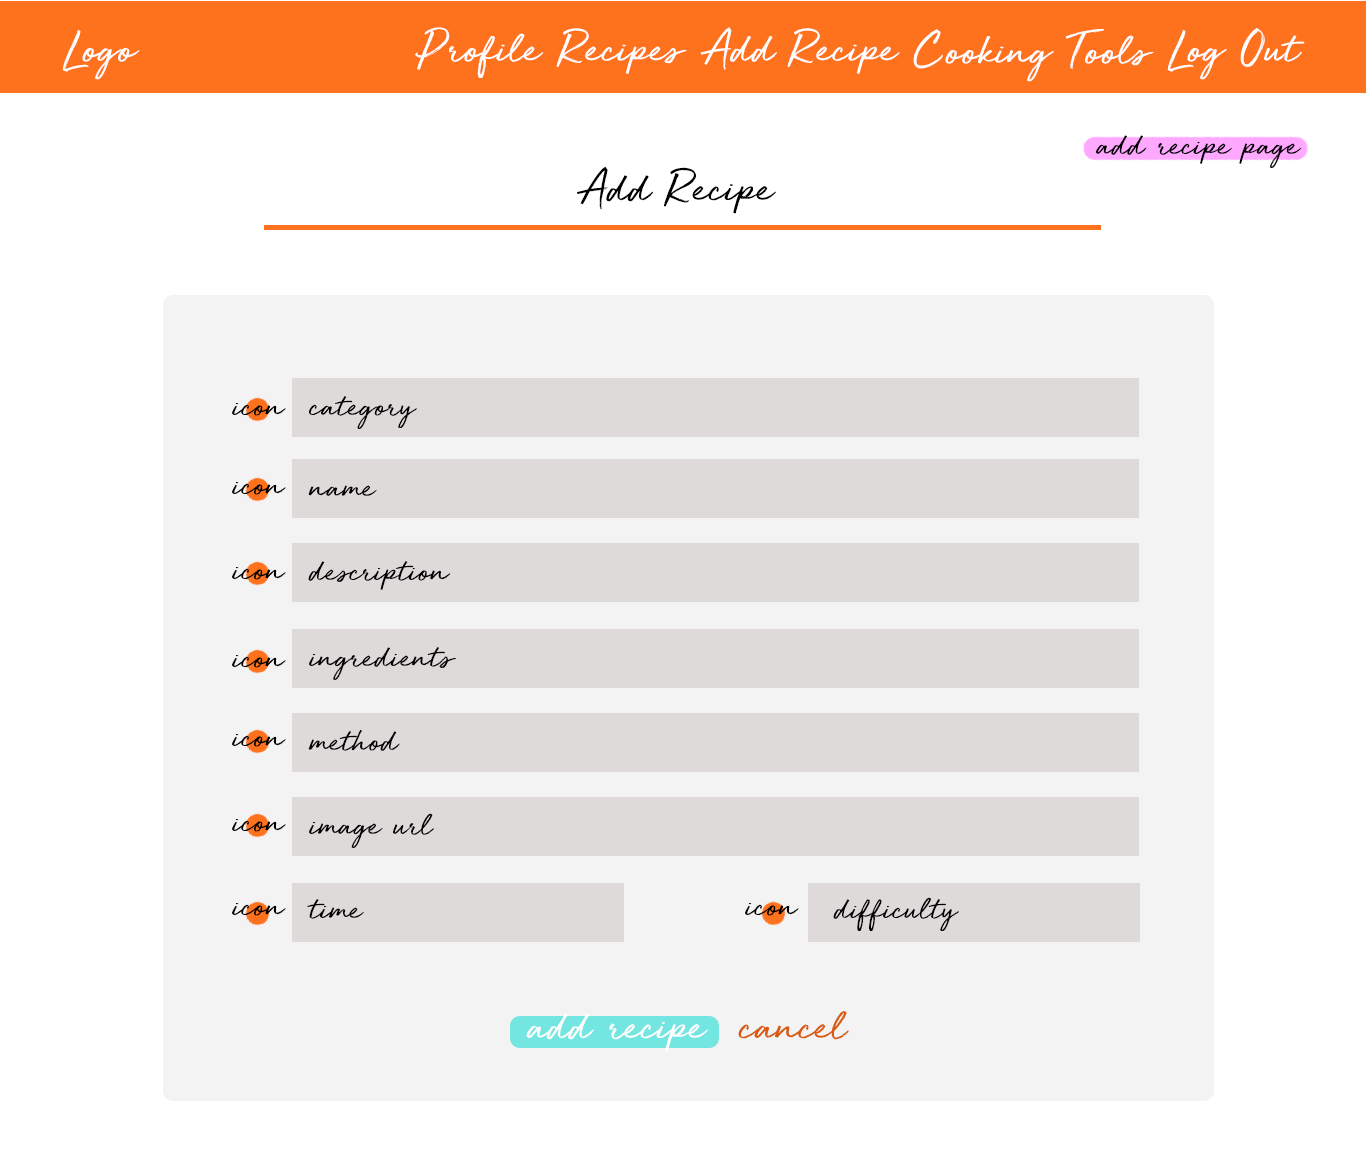 Logo Profile Recipes Add Recipe Cooking Tools Log Out
add recipe page
Add Recipe
icon category
icon name
icon description
icon ingredients
icon method
icon image url
icon time icon difficulty
add recipe cancel